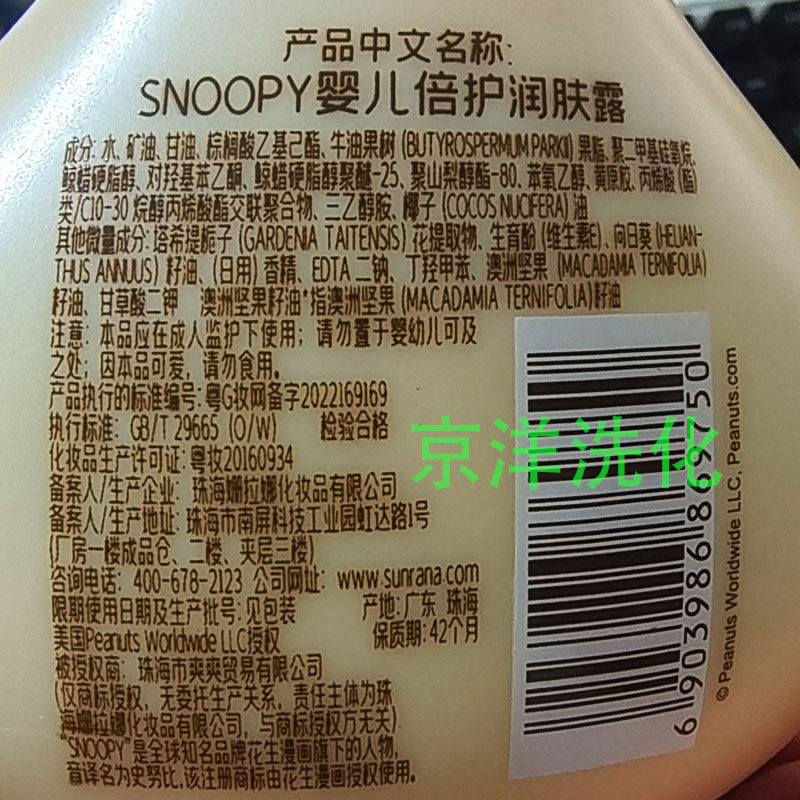 产品中文名称:
SNOOPY婴儿倍护润肤露
成分: 水、矿油、甘油、棕榈酸乙基己酯、牛油果树 (BUTYROSPERMUM PARKII) 果脂、聚二甲基硅氧烷、
鲸蜡硬脂醇、对羟基苯乙酮、鲸蜡硬脂醇聚醚-25、聚山梨醇酯-80、苯氧乙醇、黄原胶、丙烯酸 (酯)
类/C10-30 烷醇丙烯酸酯交联聚合物、三乙醇胺、椰子 (COCOS NUCIFERA) 油
其他微量成分: 塔希提栀子 (GARDENIA TAITENSIS) 花提取物、生育酚 (维生素E)、向日葵 (HELIAN-
THUS ANNUUS) 籽油、(日用) 香精、EDTA 二钠、丁羟甲苯、澳洲坚果 (MACADAMIA TERNIFOLIA)
籽油、甘草酸二钾 澳洲坚果籽油*指澳洲坚果 (MACADAMIA TERNIFOLIA)籽油
注意: 本品应在成人监护下使用; 请勿置于婴幼儿可及
之处; 因本品可爱, 请勿食用。
产品执行的标准编号: 粤G妆网备字2022169169
执行标准: GB/T 29665 (O/W) 检验合格
化妆品生产许可证: 粤妆20160934
备案人/生产企业: 珠海姗拉娜化妆品有限公司
备案人/生产地址: 珠海市南屏科技工业园虹达路1号
(厂房一楼成品仓、二楼、夹层三楼)
咨询电话: 400-678-2123 公司网址: www.sunrana.com
限期使用日期及生产批号: 见包装 产地: 广东 珠海
美国Peanuts Worldwide LLC授权 保质期: 42个月
被授权商: 珠海市爽爽贸易有限公司
(仅商标授权, 无委托生产关系, 责任主体为珠
海姗拉娜化妆品有限公司, 与商标授权方无关)
"SNOOPY"是全球知名品牌花生漫画旗下的人物,
音译名为史努比.该注册商标由花生漫画授权使用。
京洋洗化
6903986869750
© Peanuts Worldwide LLC, Peanuts.com